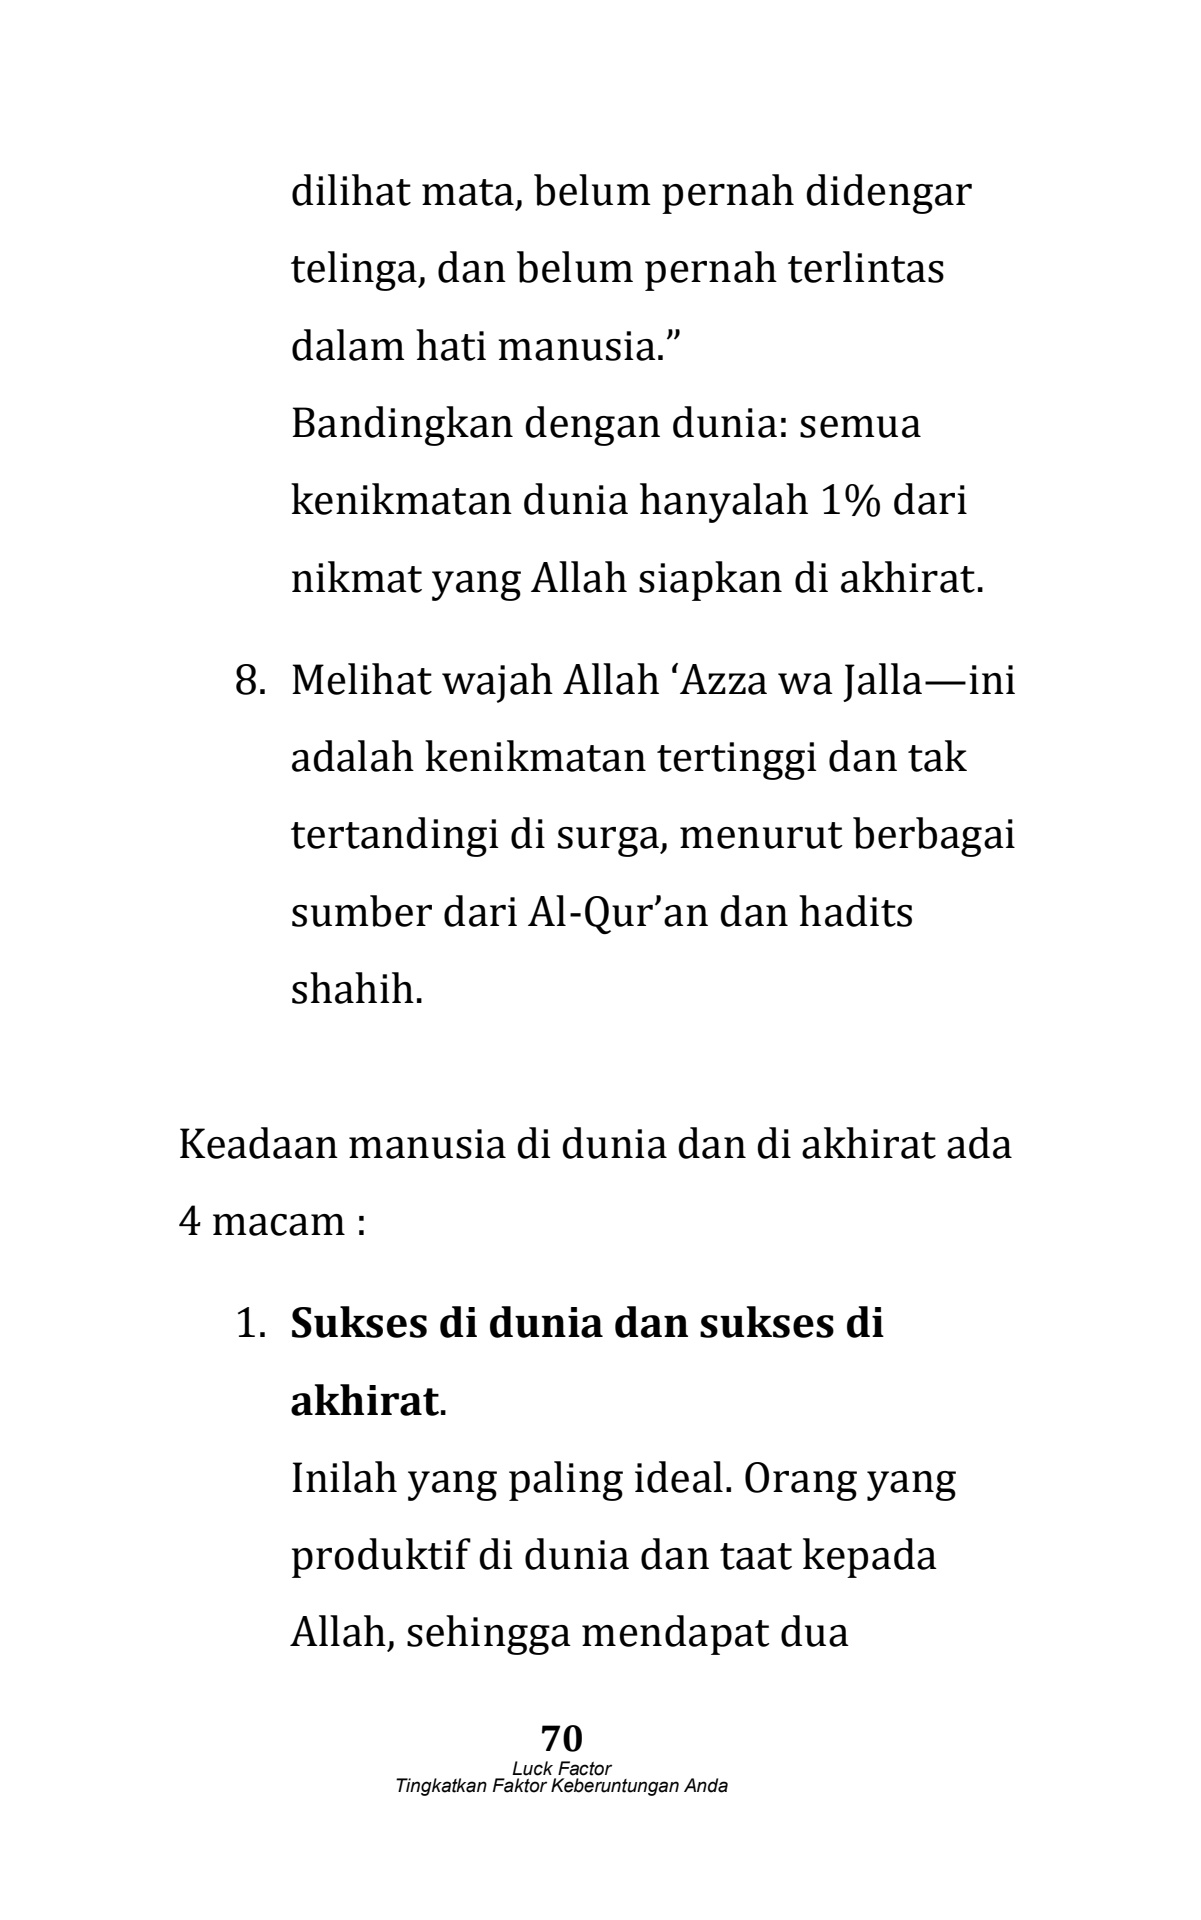 dilihat mata, belum pernah didengar
telinga, dan belum pernah terlintas
dalam hati manusia.”
Bandingkan dengan dunia: semua
kenikmatan dunia hanyalah 1% dari
nikmat yang Allah siapkan di akhirat.
8. Melihat wajah Allah ‘Azza wa Jalla—ini
adalah kenikmatan tertinggi dan tak
tertandingi di surga, menurut berbagai
sumber dari Al-Qur’an dan hadits
shahih.
Keadaan manusia di dunia dan di akhirat ada
4 macam :
1. Sukses di dunia dan sukses di
akhirat.
Inilah yang paling ideal. Orang yang
produktif di dunia dan taat kepada
Allah, sehingga mendapat dua
70
Luck Factor
Tingkatkan Faktor Keberuntungan Anda